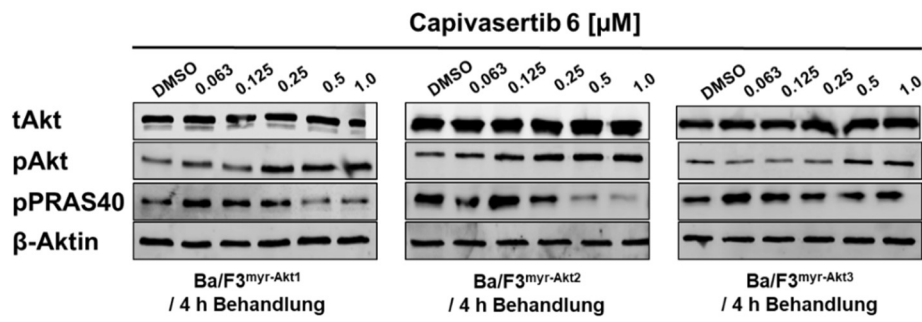 Capivasertib 6 [µM]
DMSO 0.063 0.125 0.25 0.5 1.0 DMSO 0.063 0.125 0.25 0.5 1.0 DMSO 0.063 0.125 0.25 0.5 1.0
tAkt
pAkt
pPRAS40
β-Aktin
Ba/F3myr-Akt1 Ba/F3myr-Akt2 Ba/F3myr-Akt3
/ 4 h Behandlung / 4 h Behandlung / 4 h Behandlung